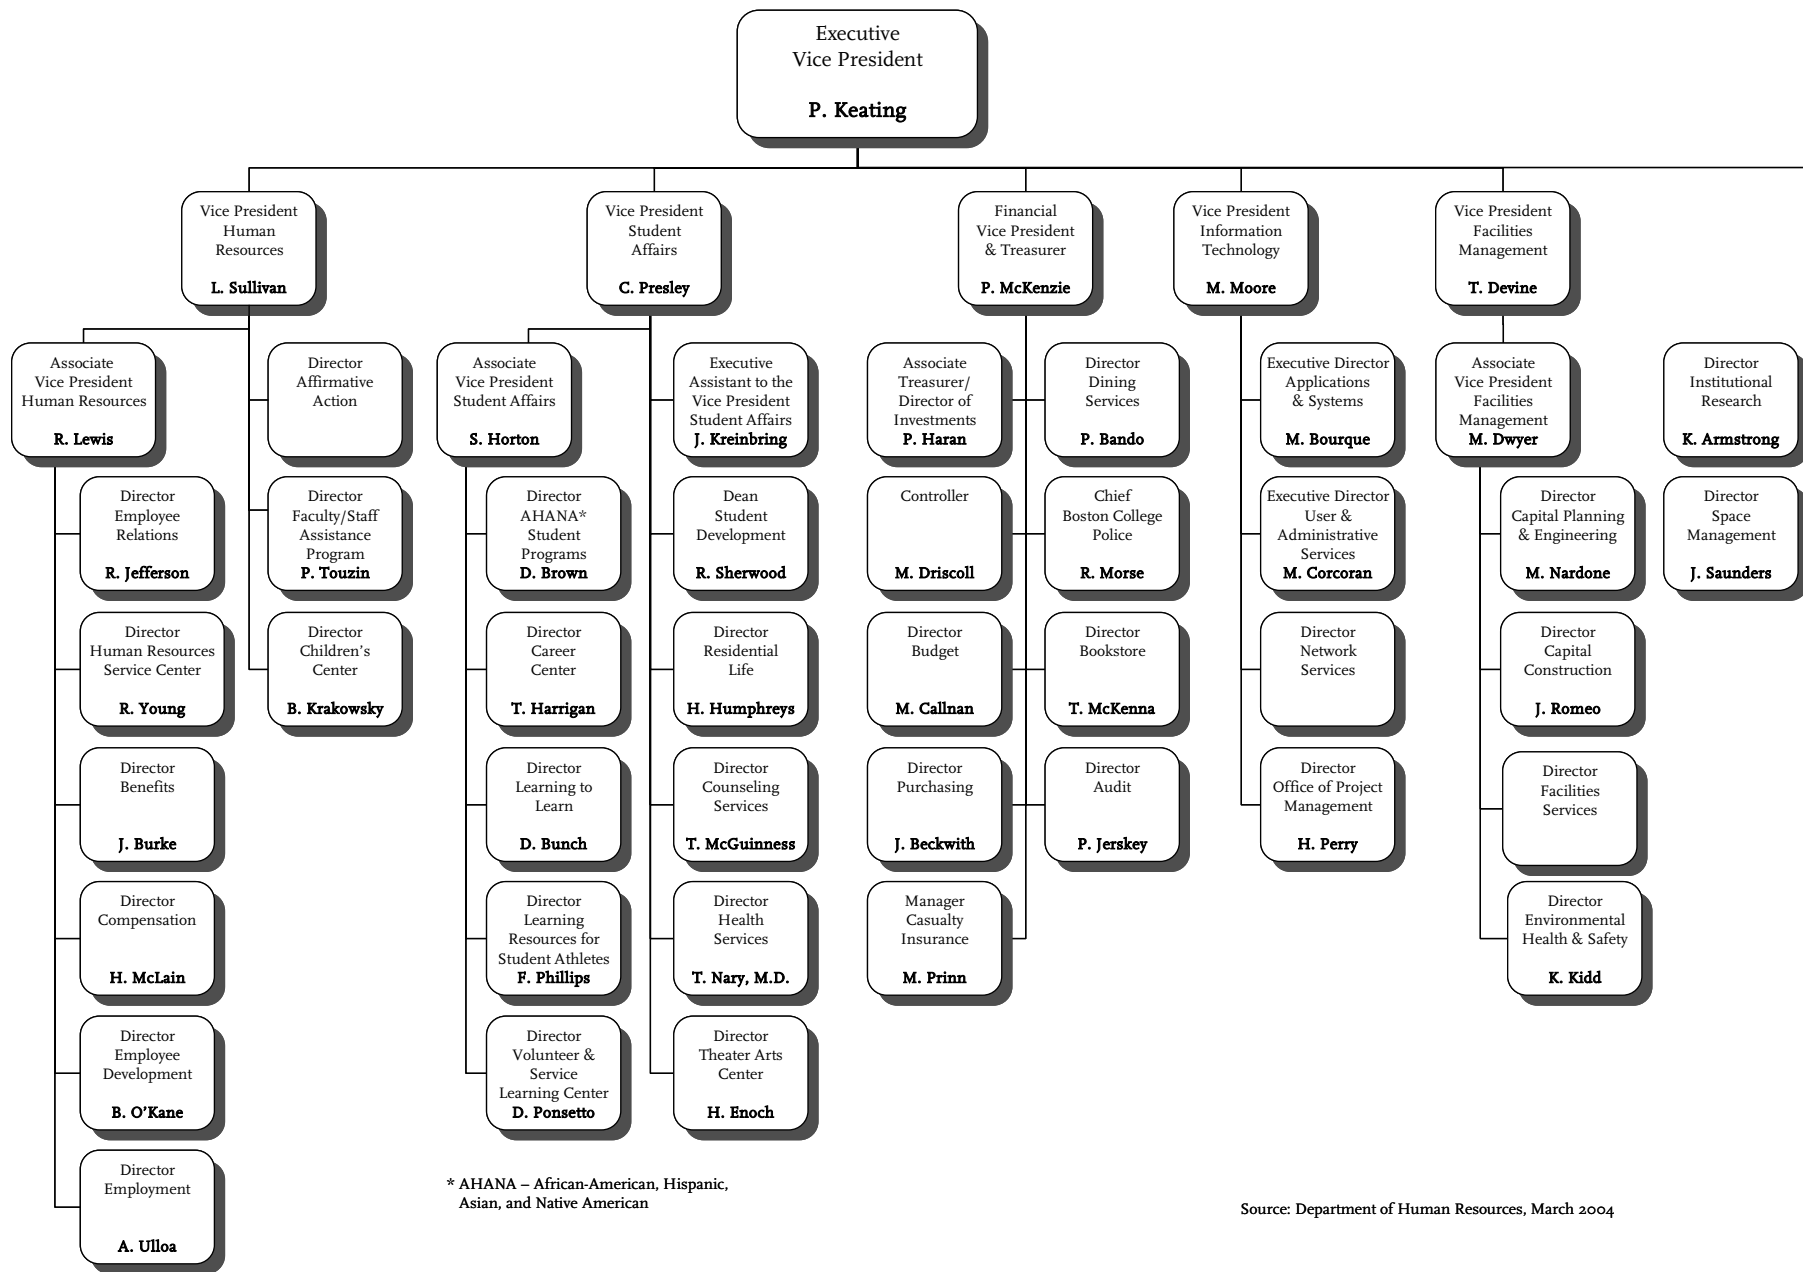 Executive
Vice President
P. Keating
Vice President
Human
Resources
L. Sullivan
Vice President
Student
Affairs
C. Presley
Financial
Vice President
& Treasurer
P. McKenzie
Vice President
Information
Technology
M. Moore
Vice President
Facilities
Management
T. Devine
Associate
Vice President
Human Resources
R. Lewis
Director
Affirmative
Action
Associate
Vice President
Student Affairs
S. Horton
Executive
Assistant to the
Vice President
Student Affairs
J. Kreinbring
Associate
Treasurer/
Director of
Investments
P. Haran
Director
Dining
Services
P. Bando
Executive Director
Applications
& Systems
M. Bourque
Associate
Vice President
Facilities
Management
M. Dwyer
Director
Institutional
Research
K. Armstrong
Director
Employee
Relations
R. Jefferson
Director
Faculty/Staff
Assistance
Program
P. Touzin
Director
AHANA*
Student
Programs
D. Brown
Dean
Student
Development
R. Sherwood
Controller
M. Driscoll
Chief
Boston College
Police
R. Morse
Executive Director
User &
Administrative
Services
M. Corcoran
Director
Capital Planning
& Engineering
M. Nardone
Director
Space
Management
J. Saunders
Director
Human Resources
Service Center
R. Young
Director
Children's
Center
B. Krakowsky
Director
Career
Center
T. Harrigan
Director
Residential
Life
H. Humphreys
Director
Budget
M. Callnan
Director
Bookstore
T. McKenna
Director
Network
Services
Director
Capital
Construction
J. Romeo
Director
Benefits
J. Burke
Director
Learning to
Learn
D. Bunch
Director
Counseling
Services
T. McGuinness
Director
Purchasing
J. Beckwith
Director
Audit
P. Jerskey
Director
Office of Project
Management
H. Perry
Director
Facilities
Services
Director
Compensation
H. McLain
Director
Learning
Resources for
Student Athletes
F. Phillips
Director
Health
Services
T. Nary, M.D.
Manager
Casualty
Insurance
M. Prinn
Director
Environmental
Health & Safety
K. Kidd
Director
Employee
Development
B. O'Kane
Director
Volunteer &
Service
Learning Center
D. Ponsetto
Director
Theater Arts
Center
H. Enoch
Director
Employment
A. Ulloa
* AHANA – African-American, Hispanic,
Asian, and Native American
Source: Department of Human Resources, March 2004